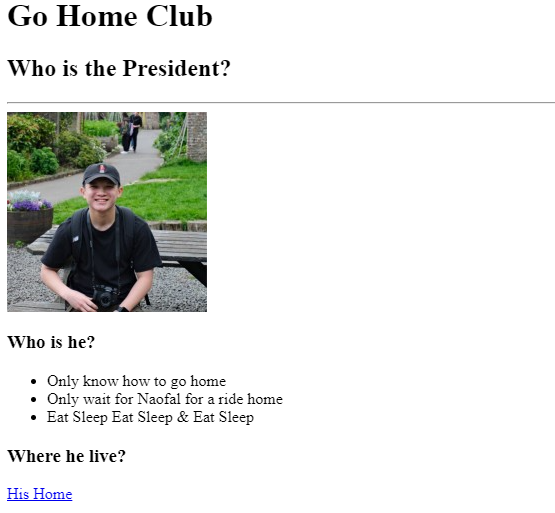 Go Home Club
Who is the President?
Who is he?
Only know how to go home
Only wait for Naofal for a ride home
Eat Sleep Eat Sleep & Eat Sleep
Where he live?
His Home